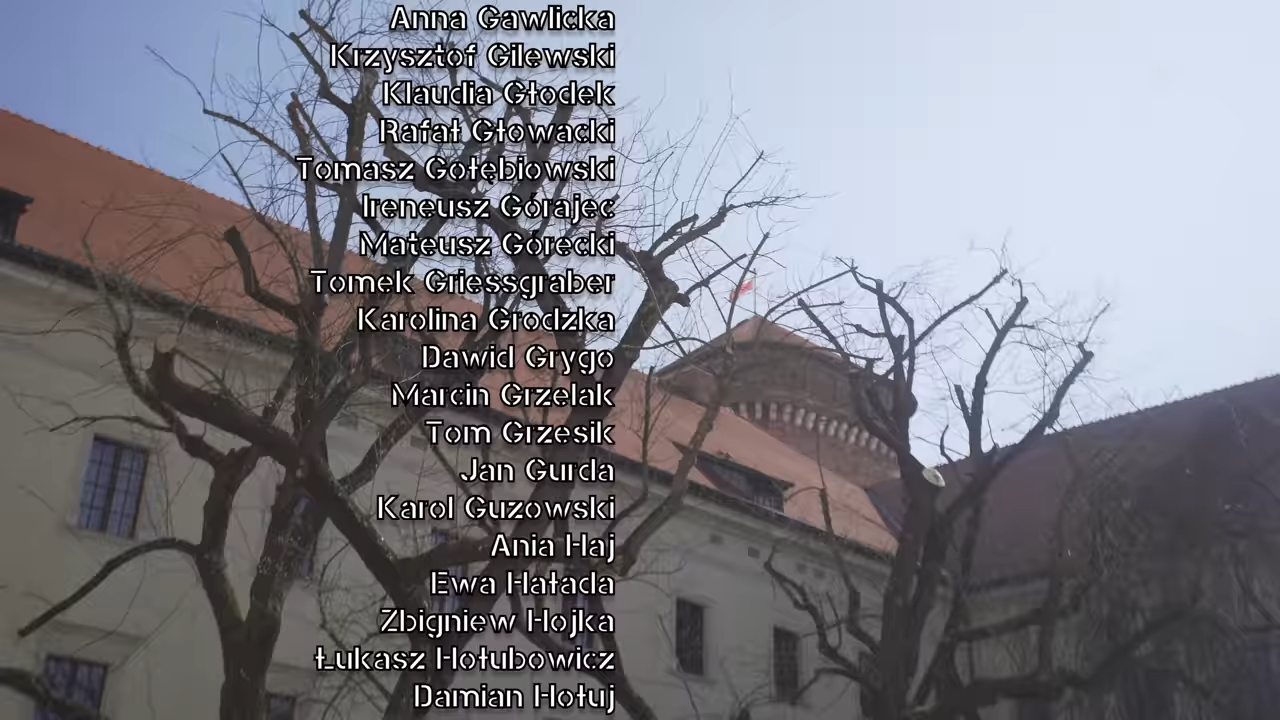 Anna Gawlicka
Krzysztof Gilewski
Klaudia Głodek
Rafał Głowacki
Tomasz Gołębiowski
Ireneusz Górajec
Mateusz Górecki
Tomek Griessgraber
Karolina Grodzka
Dawid Grygo
Marcin Grzelak
Tom Grzesik
Jan Gurda
Karol Guzowski
Ania Haj
Ewa Hałada
Zbigniew Hojka
Łukasz Hołubowicz
Damian Hołuj